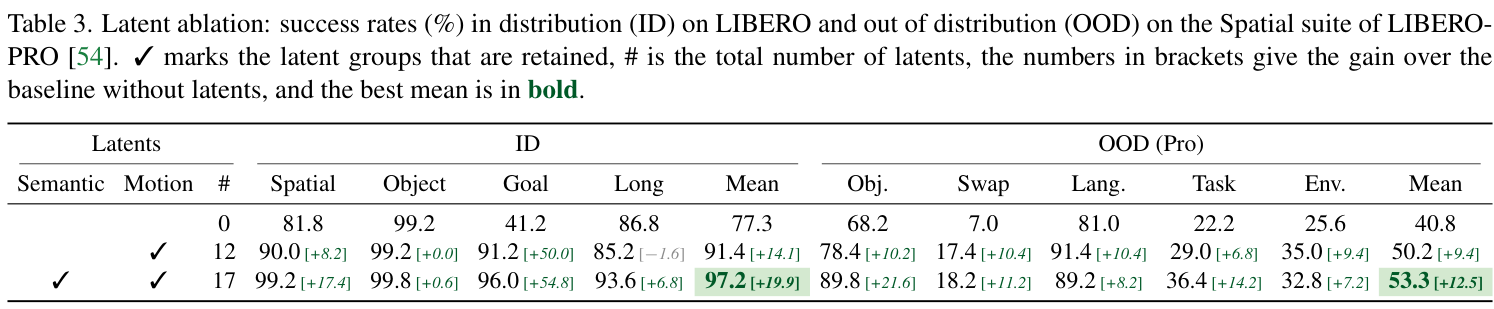 Table 3. Latent ablation: success rates (%) in distribution (ID) on LIBERO and out of distribution (OOD) on the Spatial suite of LIBERO-
PRO [54]. ✓ marks the latent groups that are retained, # is the total number of latents, the numbers in brackets give the gain over the
baseline without latents, and the best mean is in bold.
Latents ID OOD (Pro)
Semantic Motion # Spatial Object Goal Long Mean Obj. Swap Lang. Task Env. Mean
0 81.8 99.2 41.2 86.8 77.3 68.2 7.0 81.0 22.2 25.6 40.8
✓ 12 90.0 [+8.2] 99.2 [+0.0] 91.2 [+50.0] 85.2 [−1.6] 91.4 [+14.1] 78.4 [+10.2] 17.4 [+10.4] 91.4 [+10.4] 29.0 [+6.8] 35.0 [+9.4] 50.2 [+9.4]
✓ ✓ 17 99.2 [+17.4] 99.8 [+0.6] 96.0 [+54.8] 93.6 [+6.8] 97.2 [+19.9] 89.8 [+21.6] 18.2 [+11.2] 89.2 [+8.2] 36.4 [+14.2] 32.8 [+7.2] 53.3 [+12.5]